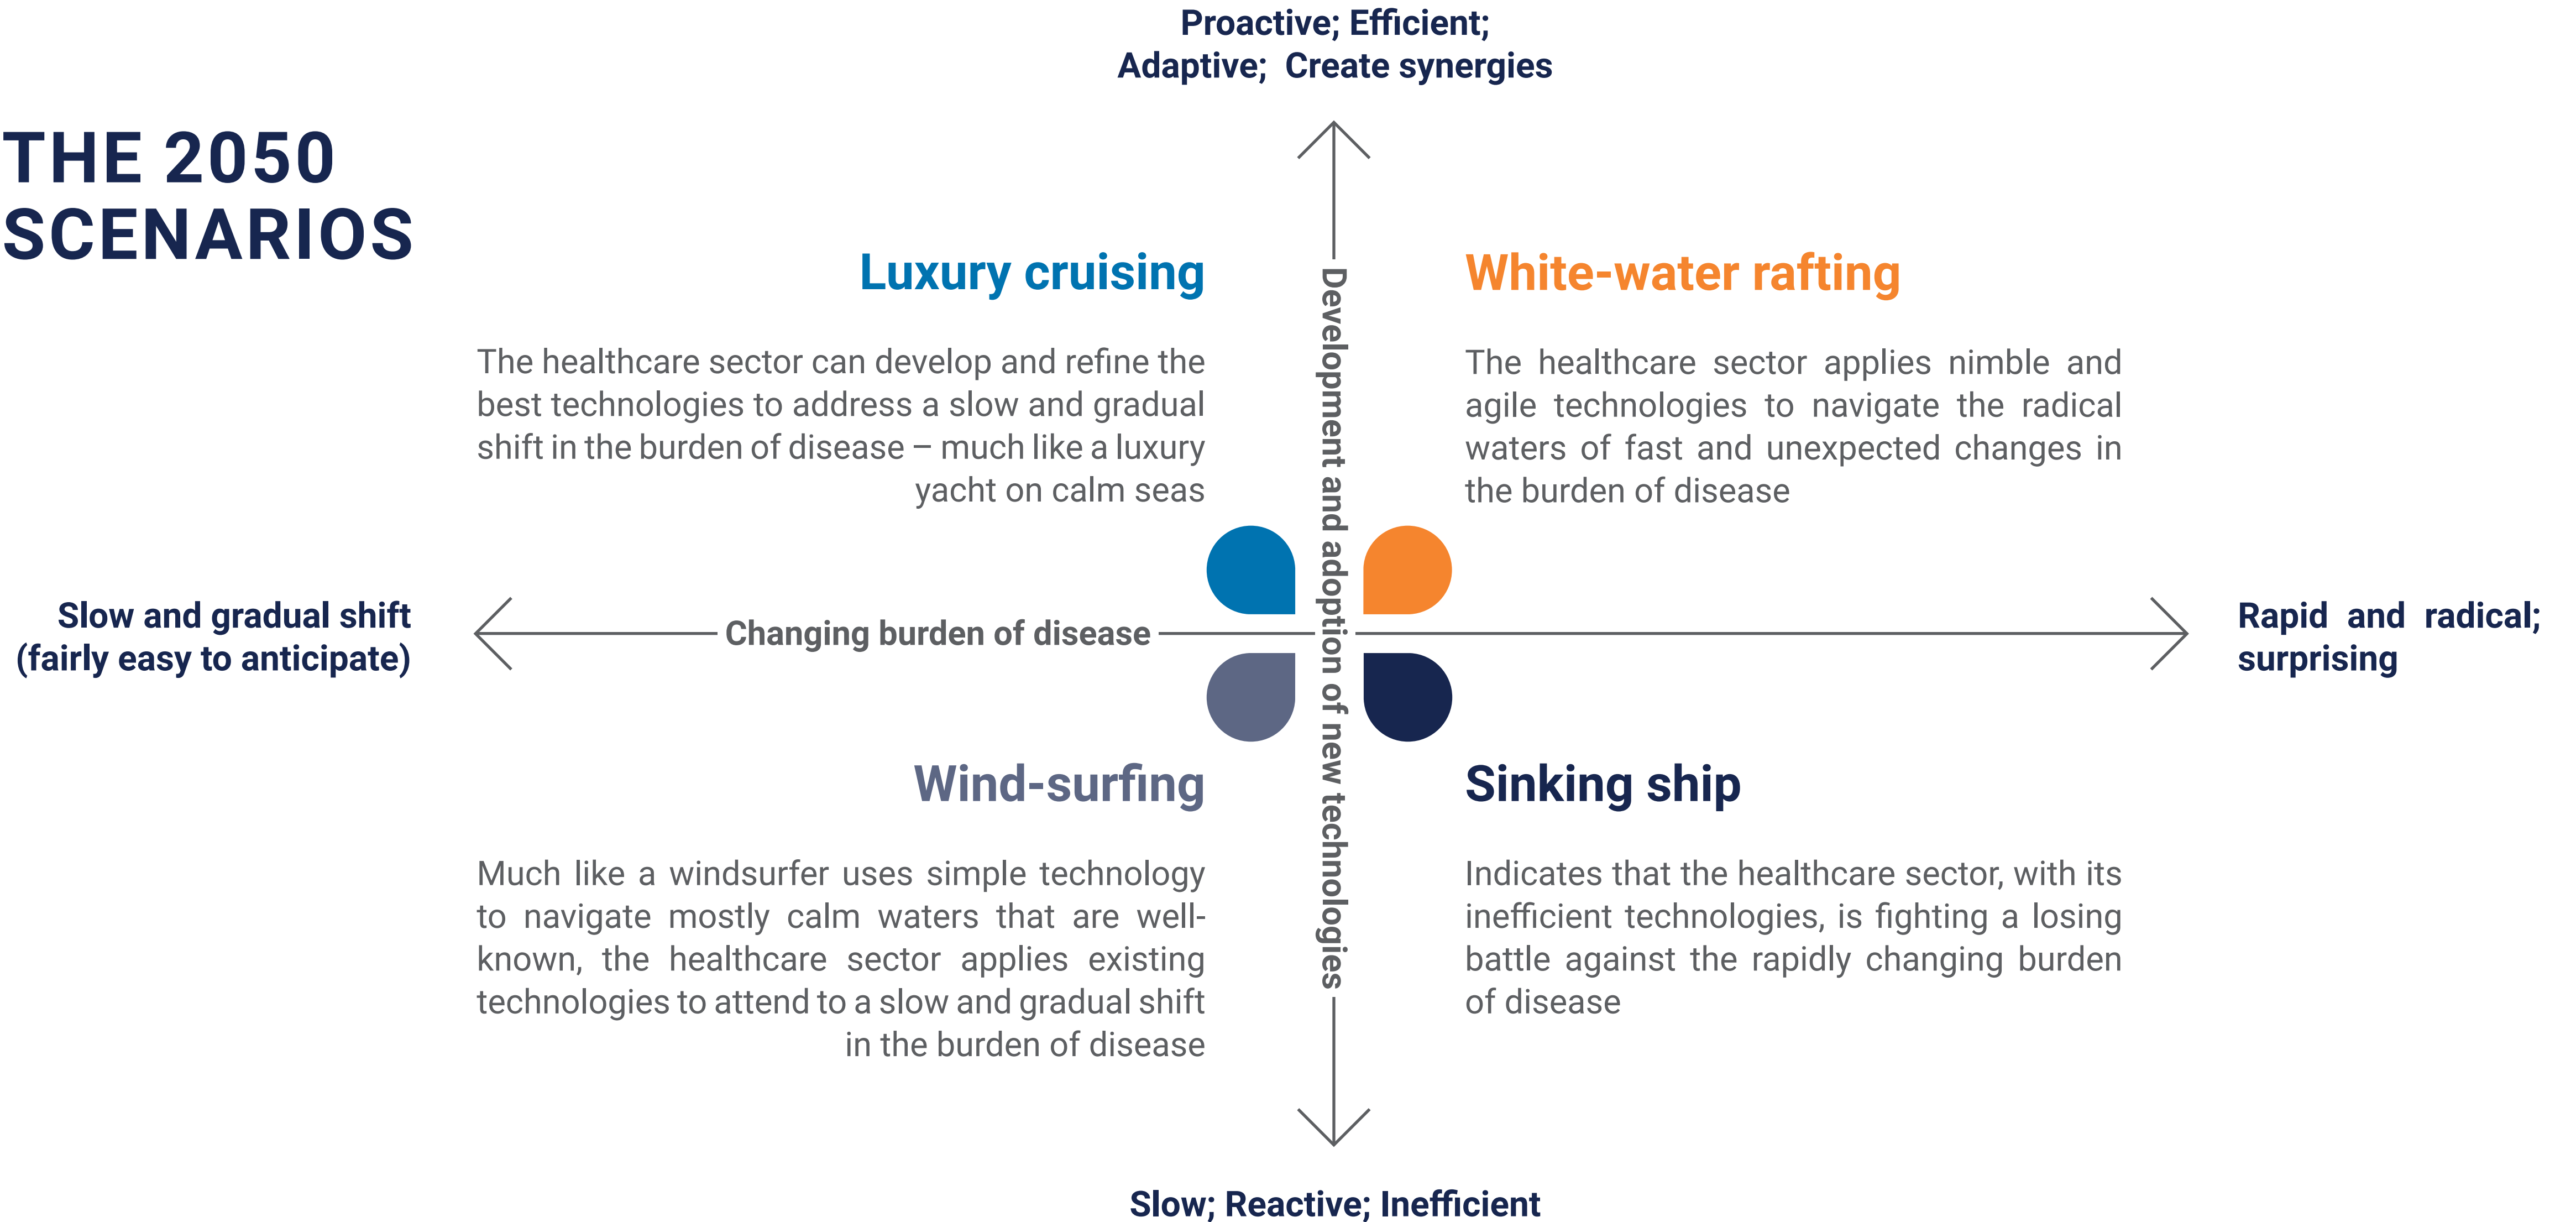 Proactive; Efficient;
Adaptive; Create synergies
THE 2050
SCENARIOS
Luxury cruising
The healthcare sector can develop and refine the
best technologies to address a slow and gradual
shift in the burden of disease – much like a luxury
yacht on calm seas
White-water rafting
The healthcare sector applies nimble and
agile technologies to navigate the radical
waters of fast and unexpected changes in
the burden of disease
Development and adoption of new technologies
Slow and gradual shift
(fairly easy to anticipate)
Changing burden of disease
Rapid and radical;
surprising
Wind-surfing
Much like a windsurfer uses simple technology
to navigate mostly calm waters that are well-
known, the healthcare sector applies existing
technologies to attend to a slow and gradual shift
in the burden of disease
Sinking ship
Indicates that the healthcare sector, with its
inefficient technologies, is fighting a losing
battle against the rapidly changing burden
of disease
Slow; Reactive; Inefficient